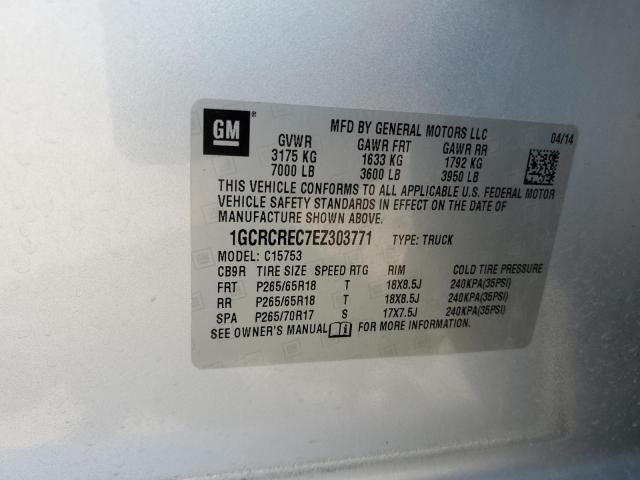 GM
MFD BY GENERAL MOTORS LLC 04/14
GVWR GAWR FRT GAWR RR
3175 KG 1633 KG 1792 KG
7000 LB 3600 LB 3950 LB
THIS VEHICLE CONFORMS TO ALL APPLICABLE U.S. FEDERAL MOTOR
VEHICLE SAFETY STANDARDS IN EFFECT ON THE DATE OF
MANUFACTURE SHOWN ABOVE.
1GCRCREC7EZ303771 TYPE: TRUCK
MODEL: C15753
CB9R TIRE SIZE SPEED RTG RIM COLD TIRE PRESSURE
FRT P265/65R18 T 18X8.5J 240KPA(35PSI)
RR P265/65R18 T 18X8.5J 240KPA(35PSI)
SPA P265/70R17 S 17X7.5J 240KPA(35PSI)
SEE OWNER'S MANUAL FOR MORE INFORMATION.